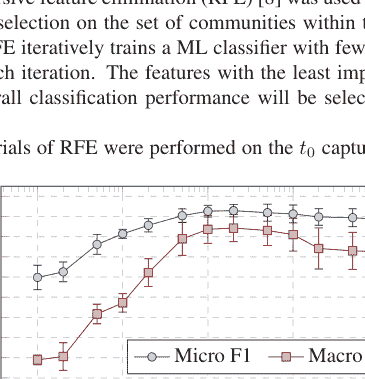 sive feature elimination (RFE) [6] was used
selection on the set of communities within t
FE iteratively trains a ML classifier with few
ch iteration. The features with the least imp
rall classification performance will be selec
rials of RFE were performed on the t₀ captu
Micro F1 Macro